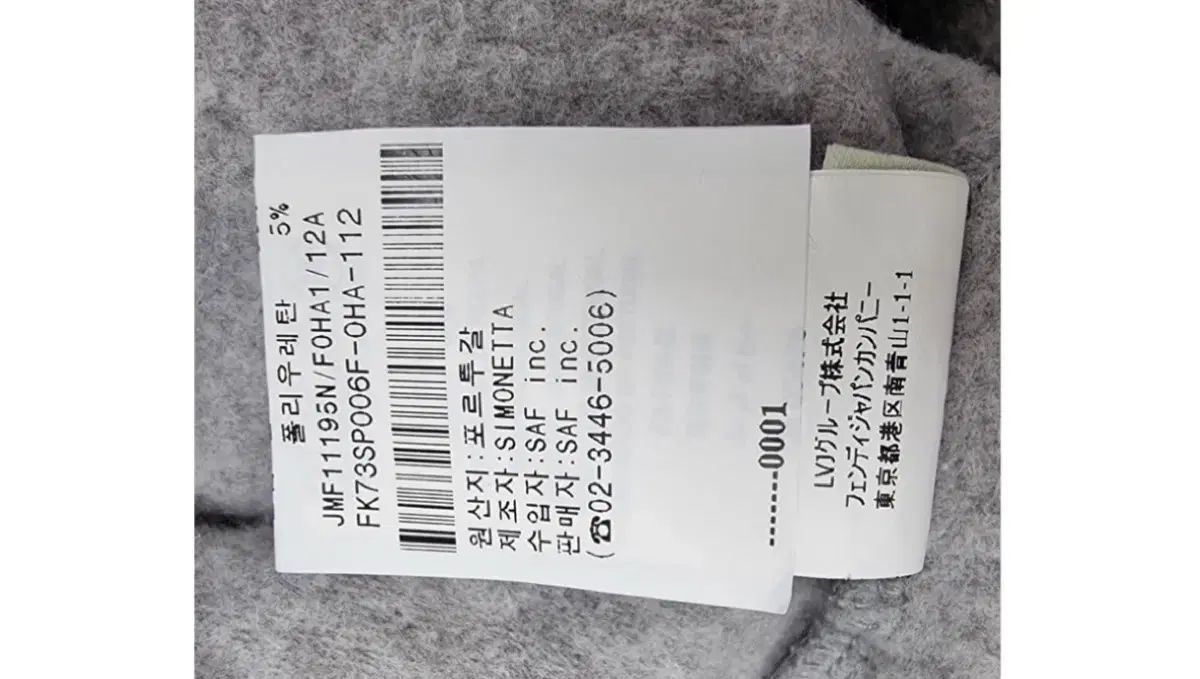 폴리우레탄 5%
JMF11195N/F0HA1/12A
FK73SP006F-0HA-112
원산지:포르투갈
제조자:SIMONETTA
수입자:SAF inc.
판매자:SAF inc.
(☎02-3446-5006)
-------0001
LVJグループ株式会社
フェンディジャパンカンパニー
東京都港区南青山1-1-1